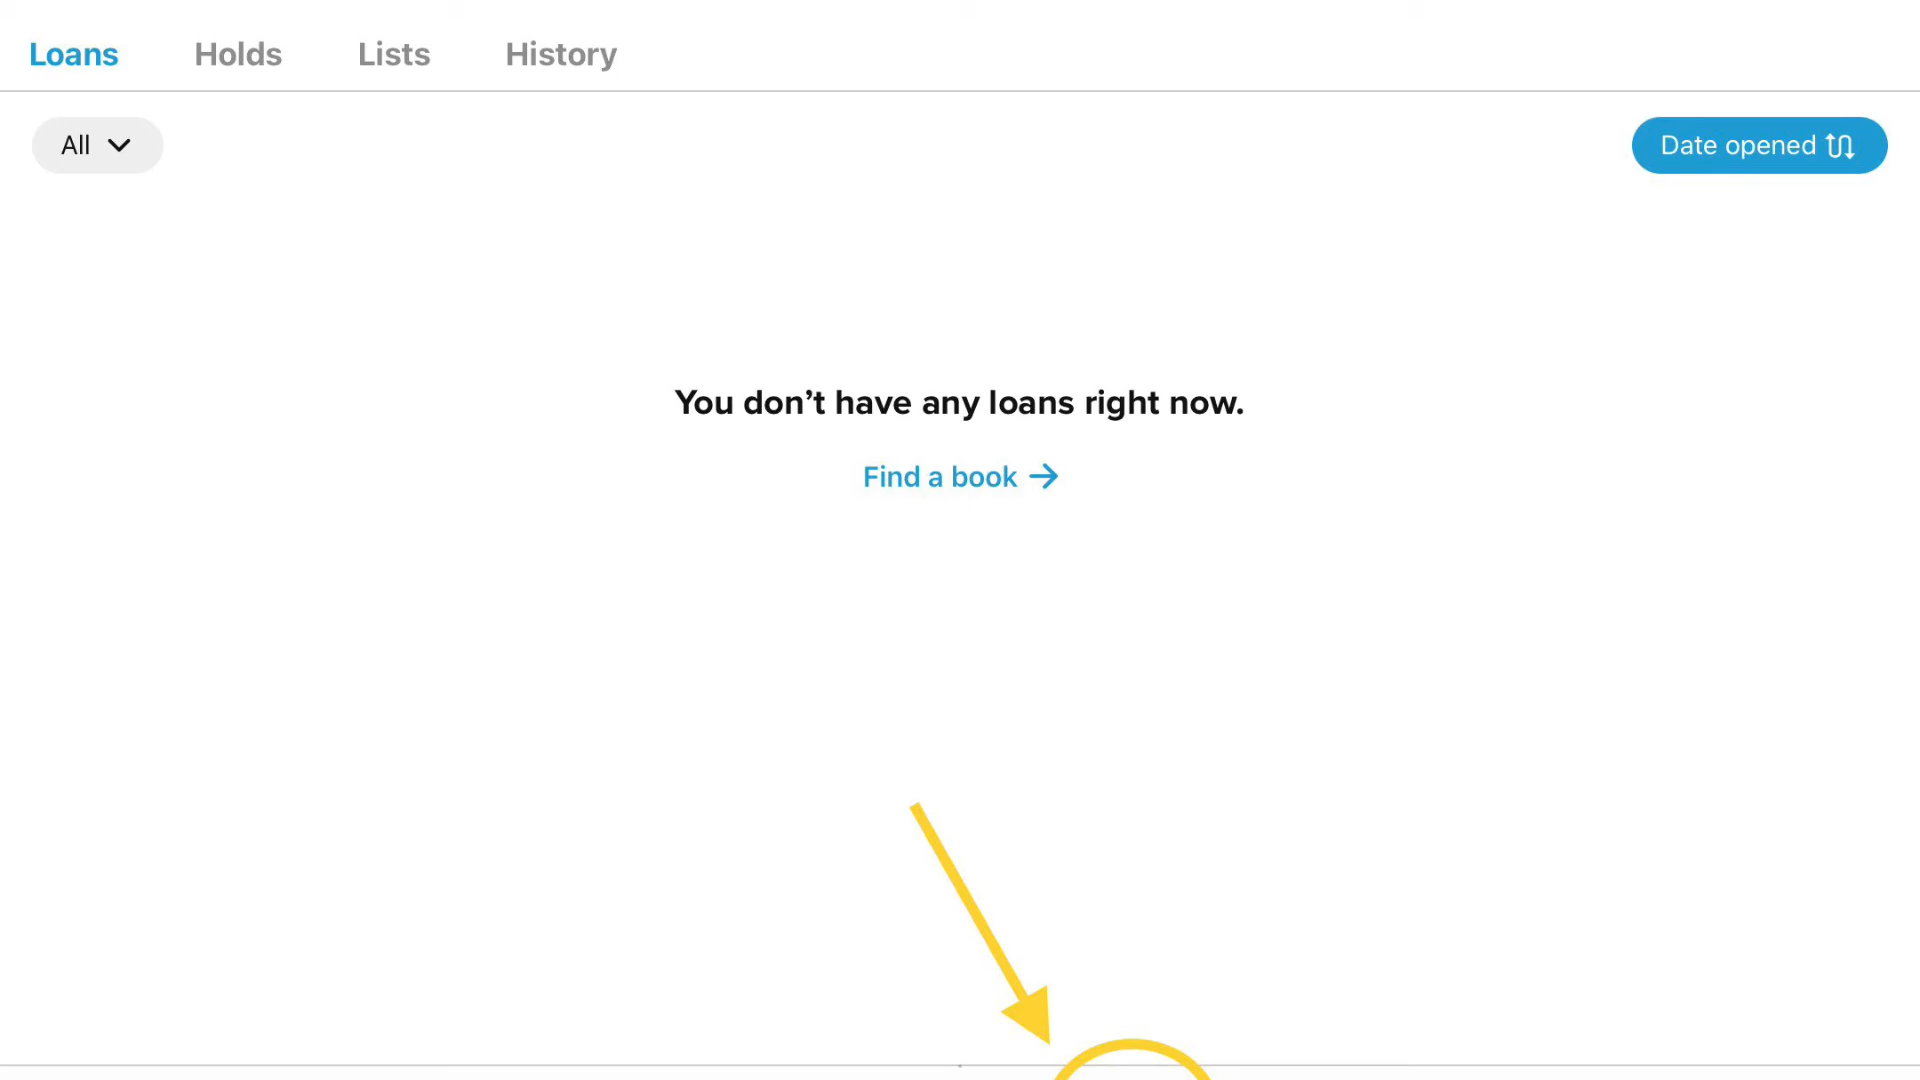 Loans Holds Lists History
All Date opened
You don’t have any loans right now.
Find a book